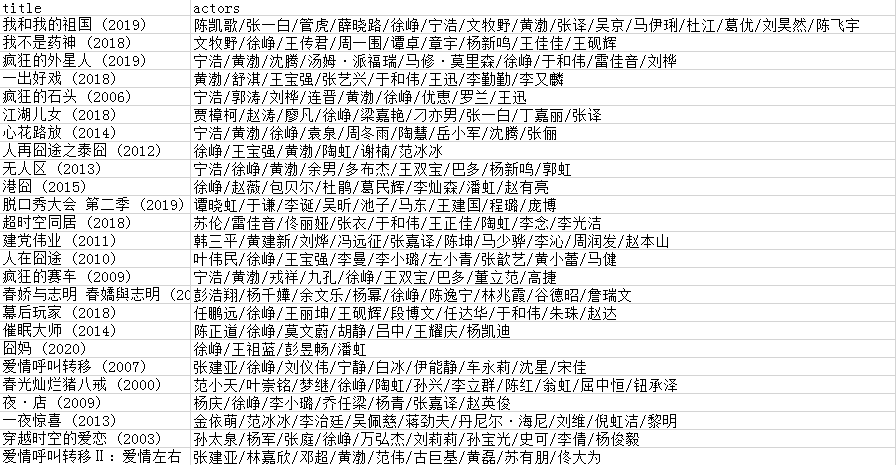 title actors
我和我的祖国 (2019) 陈凯歌/张一白/管虎/薛晓路/徐峥/宁浩/文牧野/黄渤/张译/吴京/马伊琍/杜江/葛优/刘昊然/陈飞宇
我不是药神 (2018) 文牧野/徐峥/王传君/周一围/谭卓/章宇/杨新鸣/王佳佳/王砚辉
疯狂的外星人 (2019) 宁浩/黄渤/沈腾/汤姆·派福瑞/马修·莫里森/徐峥/于和伟/雷佳音/刘桦
一出好戏 (2018) 黄渤/舒淇/王宝强/张艺兴/于和伟/王迅/李勤勤/李又麟
疯狂的石头 (2006) 宁浩/郭涛/刘桦/连晋/黄渤/徐峥/优恵/罗兰/王迅
江湖儿女 (2018) 贾樟柯/赵涛/廖凡/徐峥/梁嘉艳/刁亦男/张一白/丁嘉丽/张译
心花路放 (2014) 宁浩/黄渤/徐峥/袁泉/周冬雨/陶慧/岳小军/沈腾/张俪
人再囧途之泰囧 (2012) 徐峥/王宝强/黄渤/陶虹/谢楠/范冰冰
无人区 (2013) 宁浩/徐峥/黄渤/余男/多布杰/王双宝/巴多/杨新鸣/郭虹
港囧 (2015) 徐峥/赵薇/包贝尔/杜鹃/葛民辉/李灿森/潘虹/赵有亮
脱口秀大会 第二季 (2019) 谭晓虹/于谦/李诞/吴昕/池子/马东/王建国/程璐/庞博
超时空同居 (2018) 苏伦/雷佳音/佟丽娅/张衣/于和伟/王正佳/陶虹/李念/李光洁
建党伟业 (2011) 韩三平/黄建新/刘烨/冯远征/张嘉译/陈坤/马少骅/李沁/周润发/赵本山
人在囧途 (2010) 叶伟民/徐峥/王宝强/李曼/李小璐/左小青/张歆艺/黄小蕾/马健
疯狂的赛车 (2009) 宁浩/黄渤/戎祥/九孔/徐峥/王双宝/巴多/董立范/高捷
春娇与志明 春嬌與志明 (20 彭浩翔/杨千嬅/余文乐/杨幂/徐峥/陈逸宁/林兆霞/谷德昭/詹瑞文
幕后玩家 (2018) 任鹏远/徐峥/王丽坤/王砚辉/段博文/任达华/于和伟/朱珠/赵达
催眠大师 (2014) 陈正道/徐峥/莫文蔚/胡静/吕中/王耀庆/杨凯迪
囧妈 (2020) 徐峥/王祖蓝/彭昱畅/潘虹
爱情呼叫转移 (2007) 张建亚/徐峥/刘仪伟/宁静/白冰/伊能静/车永莉/沈星/宋佳
春光灿烂猪八戒 (2000) 范小天/叶崇铭/梦继/徐峥/陶虹/孙兴/李立群/陈红/翁虹/屈中恒/钮承泽
夜·店 (2009) 杨庆/徐峥/李小璐/乔任梁/杨青/张嘉译/赵英俊
一夜惊喜 (2013) 金依萌/范冰冰/李治廷/吴佩慈/蒋劲夫/丹尼尔·海尼/刘维/倪虹洁/黎明
穿越时空的爱恋 (2003) 孙太泉/杨军/张庭/徐峥/万弘杰/刘莉莉/孙宝光/史可/李倩/杨俊毅
爱情呼叫转移Ⅱ：爱情左右 张建亚/林嘉欣/邓超/黄渤/范伟/古巨基/黄磊/苏有朋/佟大为